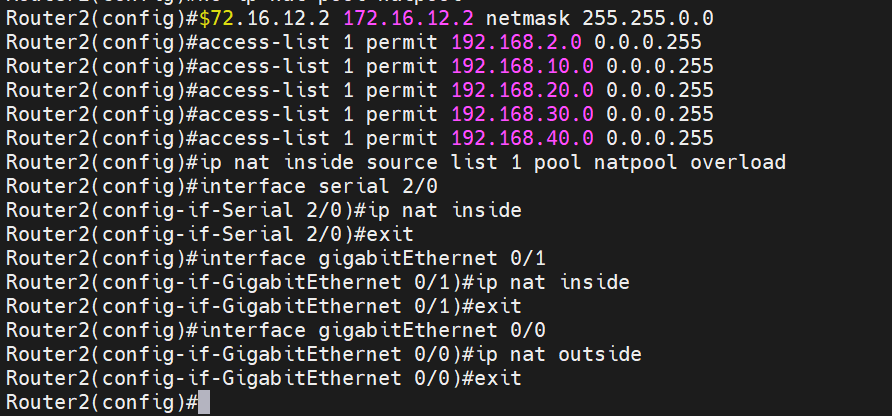 Router2(config)#$72.16.12.2 172.16.12.2 netmask 255.255.0.0
Router2(config)#access-list 1 permit 192.168.2.0 0.0.0.255
Router2(config)#access-list 1 permit 192.168.10.0 0.0.0.255
Router2(config)#access-list 1 permit 192.168.20.0 0.0.0.255
Router2(config)#access-list 1 permit 192.168.30.0 0.0.0.255
Router2(config)#access-list 1 permit 192.168.40.0 0.0.0.255
Router2(config)#ip nat inside source list 1 pool natpool overload
Router2(config)#interface serial 2/0
Router2(config-if-Serial 2/0)#ip nat inside
Router2(config-if-Serial 2/0)#exit
Router2(config)#interface gigabitEthernet 0/1
Router2(config-if-GigabitEthernet 0/1)#ip nat inside
Router2(config-if-GigabitEthernet 0/1)#exit
Router2(config)#interface gigabitEthernet 0/0
Router2(config-if-GigabitEthernet 0/0)#ip nat outside
Router2(config-if-GigabitEthernet 0/0)#exit
Router2(config)#